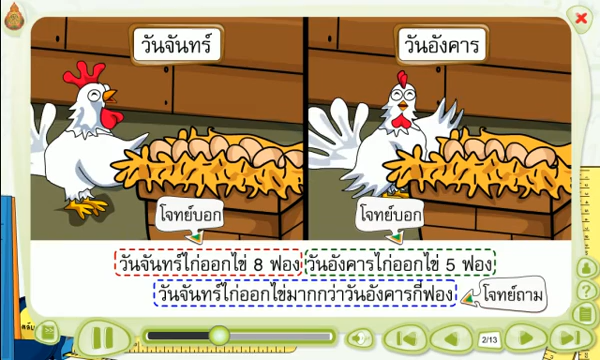 วันจันทร์
วันอังคาร
โจทย์บอก
โจทย์บอก
วันจันทร์ไก่ออกไข่ 8 ฟอง วันอังคารไก่ออกไข่ 5 ฟอง
วันจันทร์ไก่ออกไข่มากกว่าวันอังคารกี่ฟอง
โจทย์ถาม
2/13
?